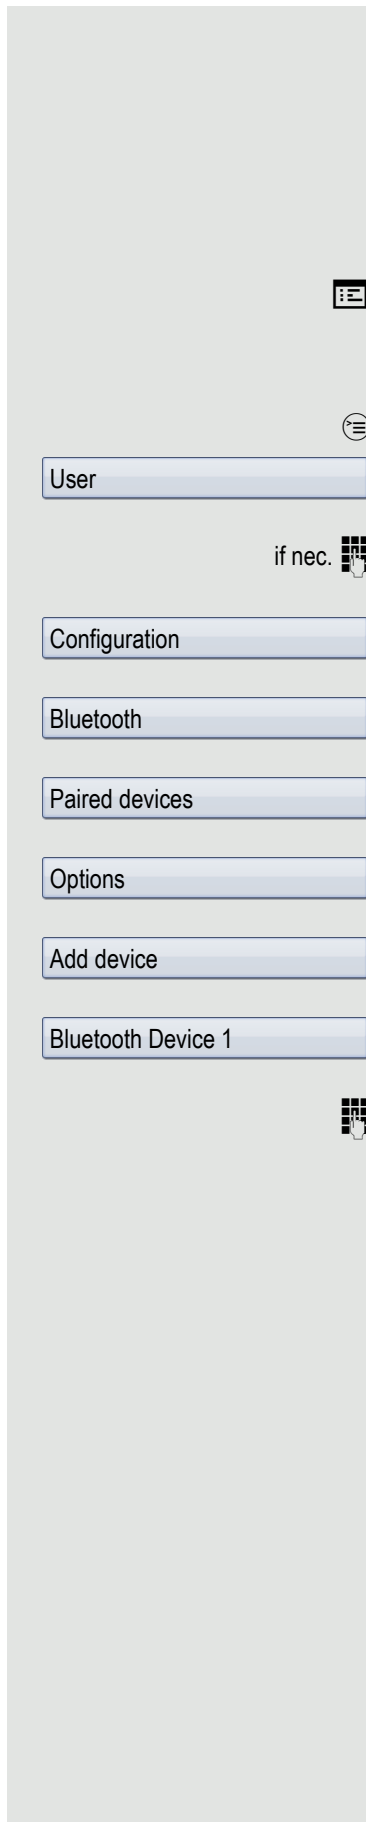 User
if nec.
Configuration
Bluetooth
Paired devices
Options
Add device
Bluetooth Device 1